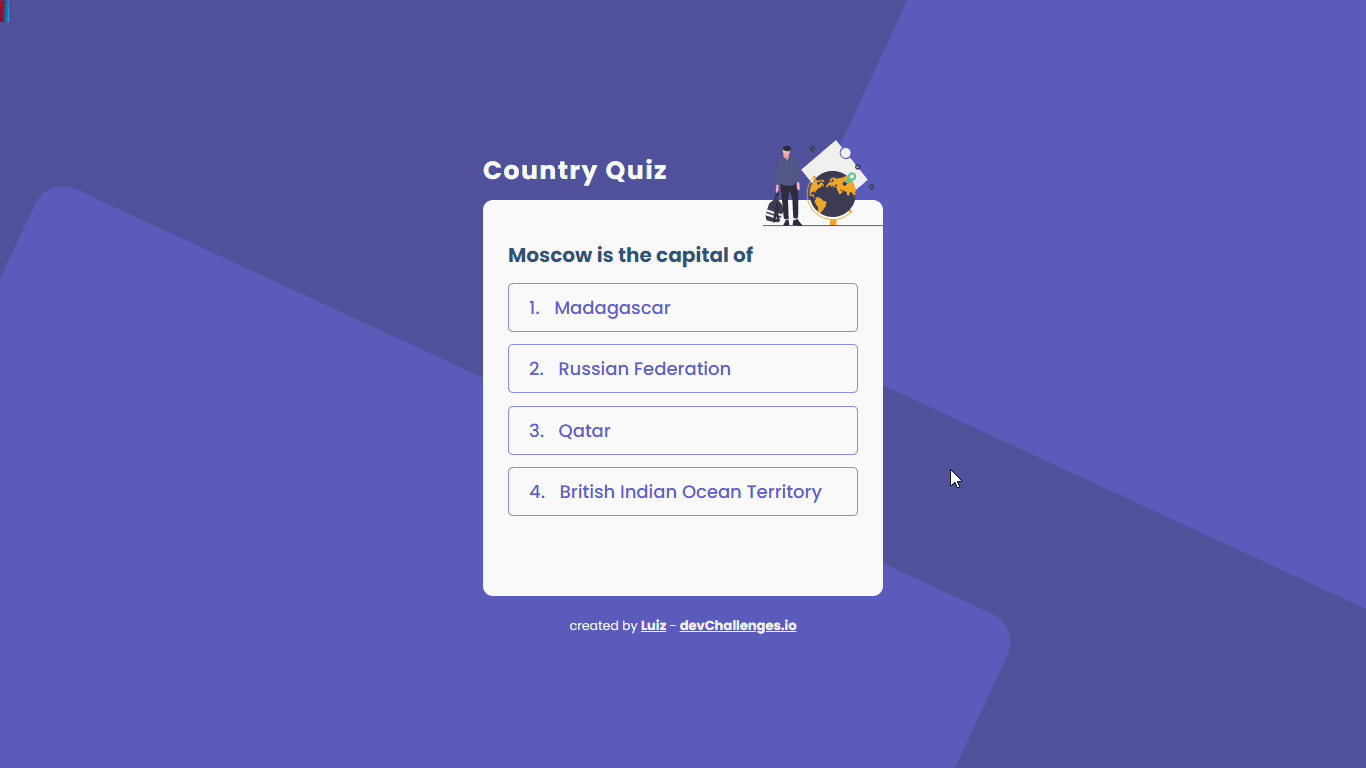 Country Quiz
Moscow is the capital of
1. Madagascar
2. Russian Federation
3. Qatar
4. British Indian Ocean Territory
created by Luiz - devChallenges.io